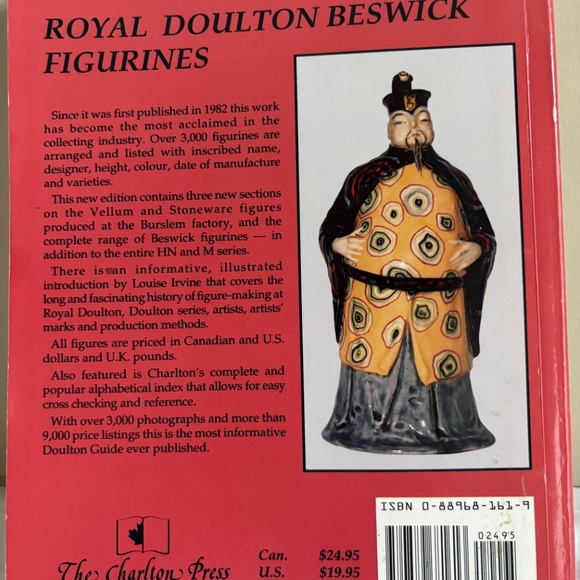 ROYAL DOULTON BESWICK
FIGURINES
Since it was first published in 1982 this work
has become the most acclaimed in the
collecting industry. Over 3,000 figurines are
arranged and listed with inscribed name,
designer, height, colour, date of manufacture
and varieties.
This new edition contains three new sections
on the Vellum and Stoneware figures
produced at the Burslem factory, and the
complete range of Beswick figurines — in
addition to the entire HN and M series.
There is an informative, illustrated
introduction by Louise Irvine that covers the
long and fascinating history of figure-making at
Royal Doulton, Doulton series, artists, artists'
marks and production methods.
All figures are priced in Canadian and U.S.
dollars and U.K. pounds.
Also featured is Charlton's complete and
popular alphabetical index that allows for easy
cross checking and reference.
With over 3,000 photographs and more than
9,000 price listings this is the most informative
Doulton Guide ever published.
ISBN 0-88968-161-9
02495
The Charlton Press
Can. $24.95
U.S. $19.95